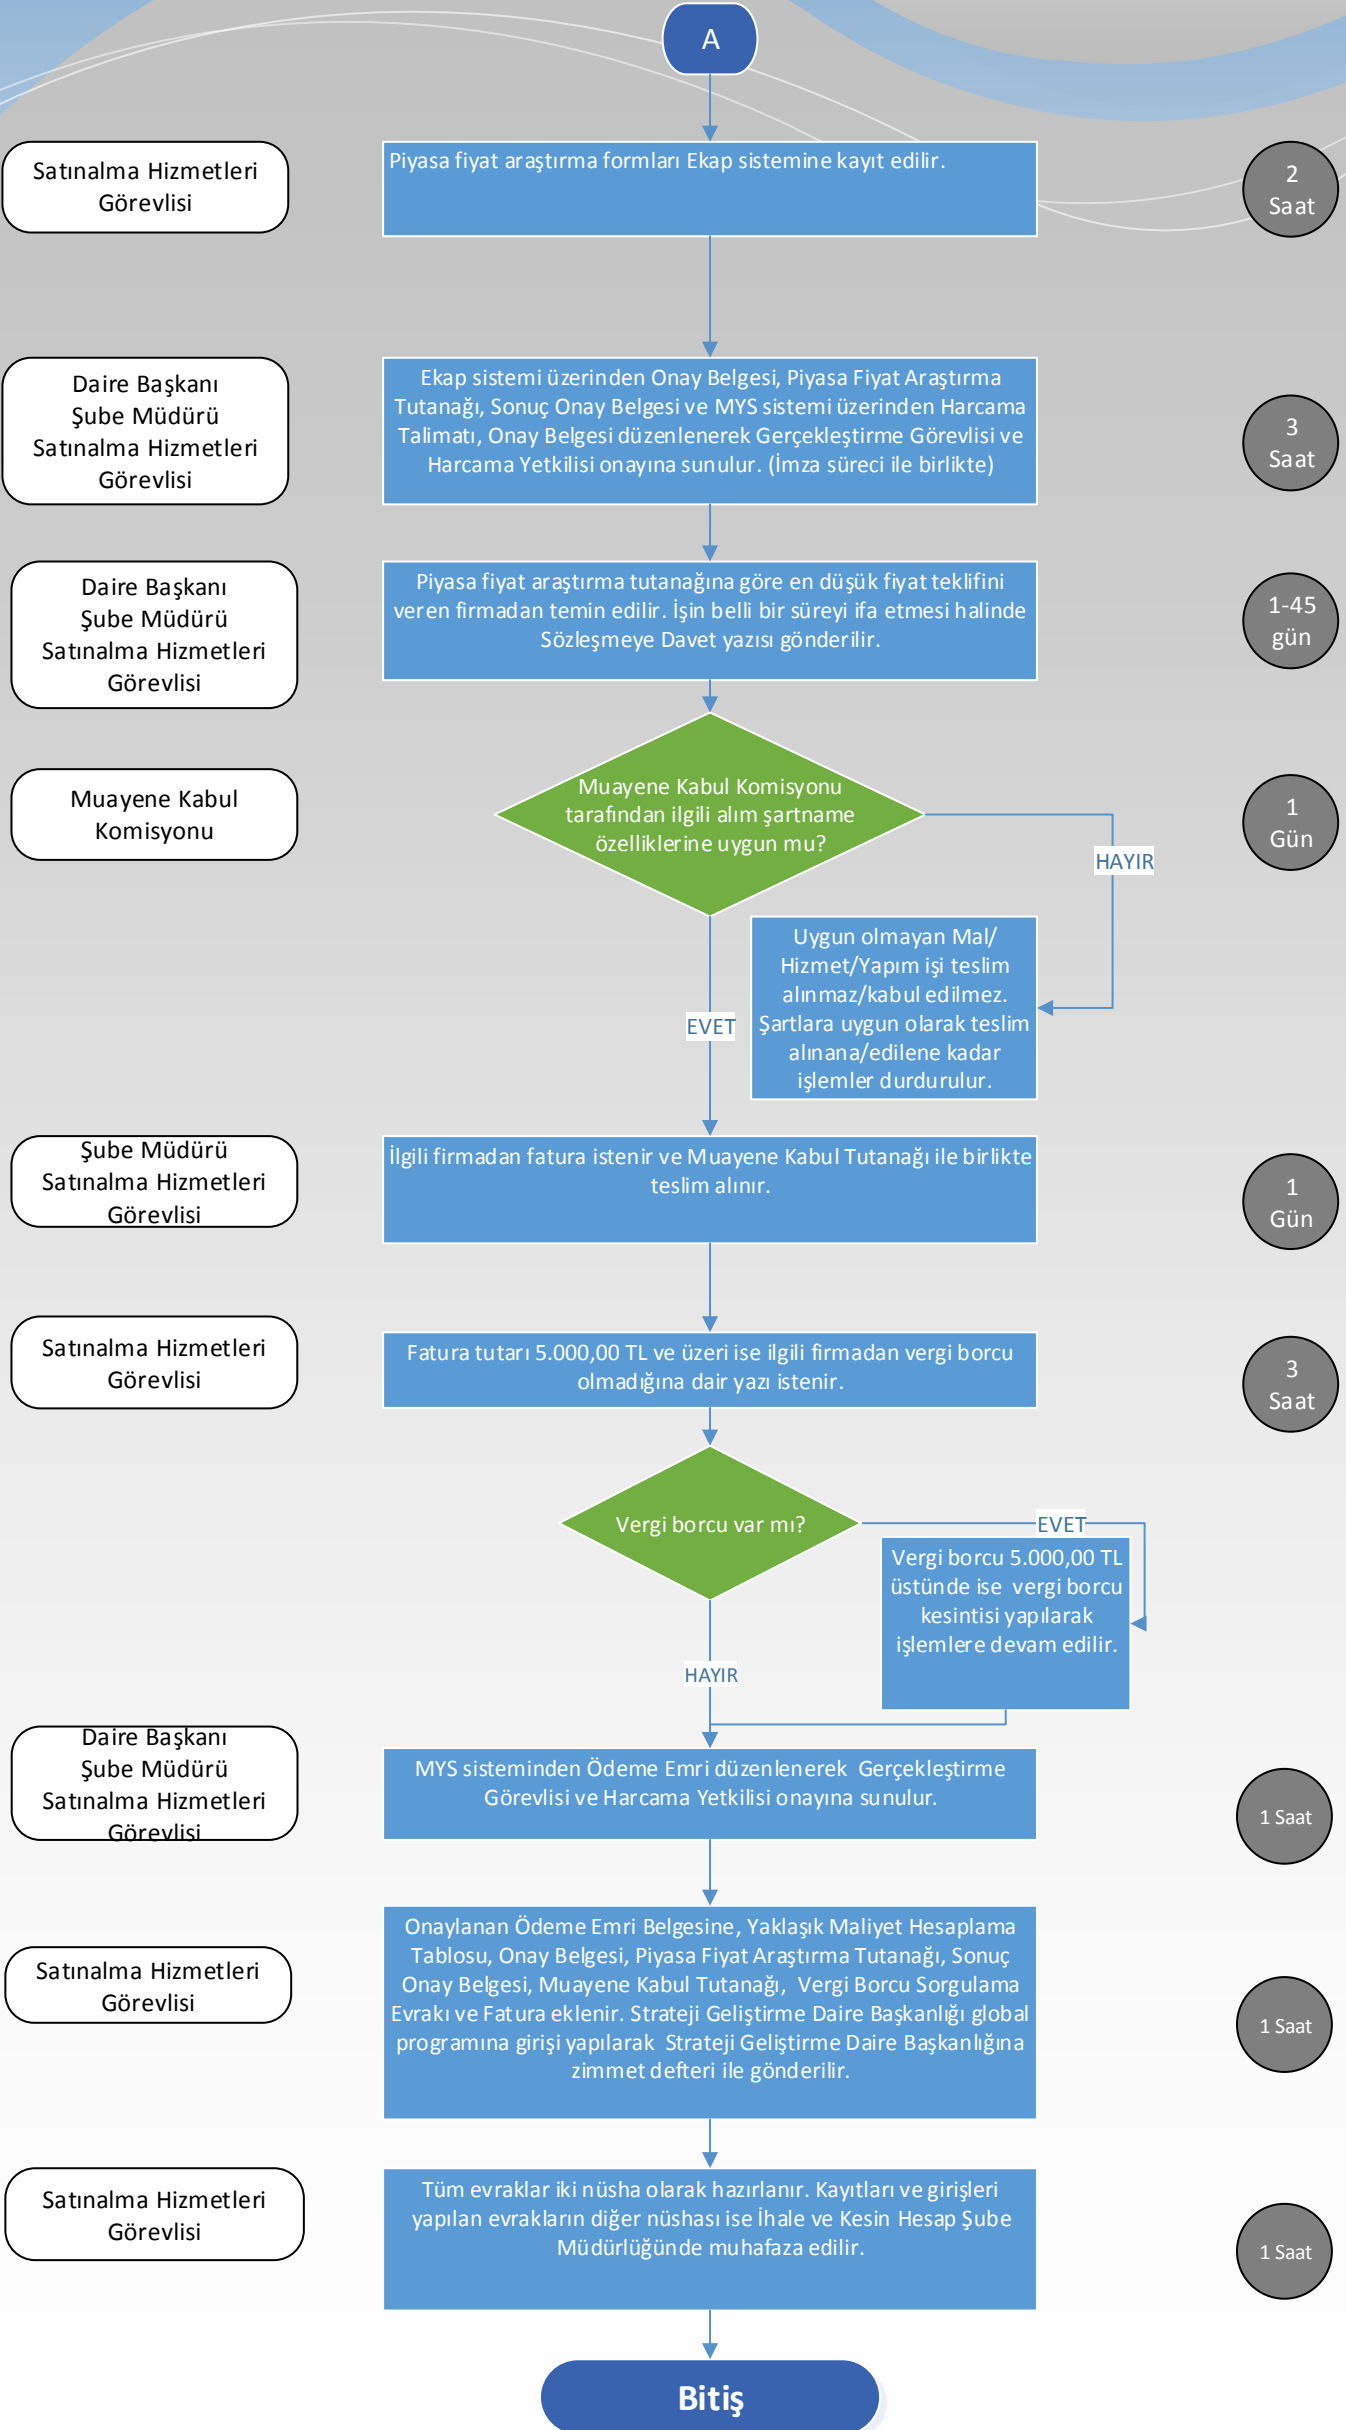 A
Satınalma Hizmetleri
Görevlisi
Piyasa fiyat araştırma formları Ekap sistemine kayıt edilir.
2
Saat
Daire Başkanı
Şube Müdürü
Satınalma Hizmetleri
Görevlisi
Ekap sistemi üzerinden Onay Belgesi, Piyasa Fiyat Araştırma
Tutanağı, Sonuç Onay Belgesi ve MYS sistemi üzerinden Harcama
Talimatı, Onay Belgesi düzenlenerek Gerçekleştirme Görevlisi ve
Harcama Yetkilisi onayına sunulur. (İmza süreci ile birlikte)
3
Saat
Daire Başkanı
Şube Müdürü
Satınalma Hizmetleri
Görevlisi
Piyasa fiyat araştırma tutanağına göre en düşük fiyat teklifini
veren firmadan temin edilir. İşin belli bir süreyi ifa etmesi halinde
Sözleşmeye Davet yazısı gönderilir.
1-45
gün
Muayene Kabul
Komisyonu
Muayene Kabul Komisyonu
tarafından ilgili alım şartname
özelliklerine uygun mu?
1
Gün
HAYIR
Uygun olmayan Mal/
Hizmet/Yapım işi teslim
alınmaz/kabul edilmez.
Şartlara uygun olarak teslim
alınana/edilene kadar
işlemler durdurulur.
EVET
Şube Müdürü
Satınalma Hizmetleri
Görevlisi
İlgili firmadan fatura istenir ve Muayene Kabul Tutanağı ile birlikte
teslim alınır.
1
Gün
Satınalma Hizmetleri
Görevlisi
Fatura tutarı 5.000,00 TL ve üzeri ise ilgili firmadan vergi borcu
olmadığına dair yazı istenir.
3
Saat
Vergi borcu var mı?
EVET
Vergi borcu 5.000,00 TL
üstünde ise vergi borcu
kesintisi yapılarak
işlemlere devam edilir.
HAYIR
Daire Başkanı
Şube Müdürü
Satınalma Hizmetleri
Görevlisi
MYS sisteminden Ödeme Emri düzenlenerek Gerçekleştirme
Görevlisi ve Harcama Yetkilisi onayına sunulur.
1 Saat
Satınalma Hizmetleri
Görevlisi
Onaylanan Ödeme Emri Belgesine, Yaklaşık Maliyet Hesaplama
Tablosu, Onay Belgesi, Piyasa Fiyat Araştırma Tutanağı, Sonuç
Onay Belgesi, Muayene Kabul Tutanağı, Vergi Borcu Sorgulama
Evrakı ve Fatura eklenir. Strateji Geliştirme Daire Başkanlığı global
programına girişi yapılarak Strateji Geliştirme Daire Başkanlığına
zimmet defteri ile gönderilir.
1 Saat
Satınalma Hizmetleri
Görevlisi
Tüm evraklar iki nüsha olarak hazırlanır. Kayıtları ve girişleri
yapılan evrakların diğer nüshası ise İhale ve Kesin Hesap Şube
Müdürlüğünde muhafaza edilir.
1 Saat
Bitiş